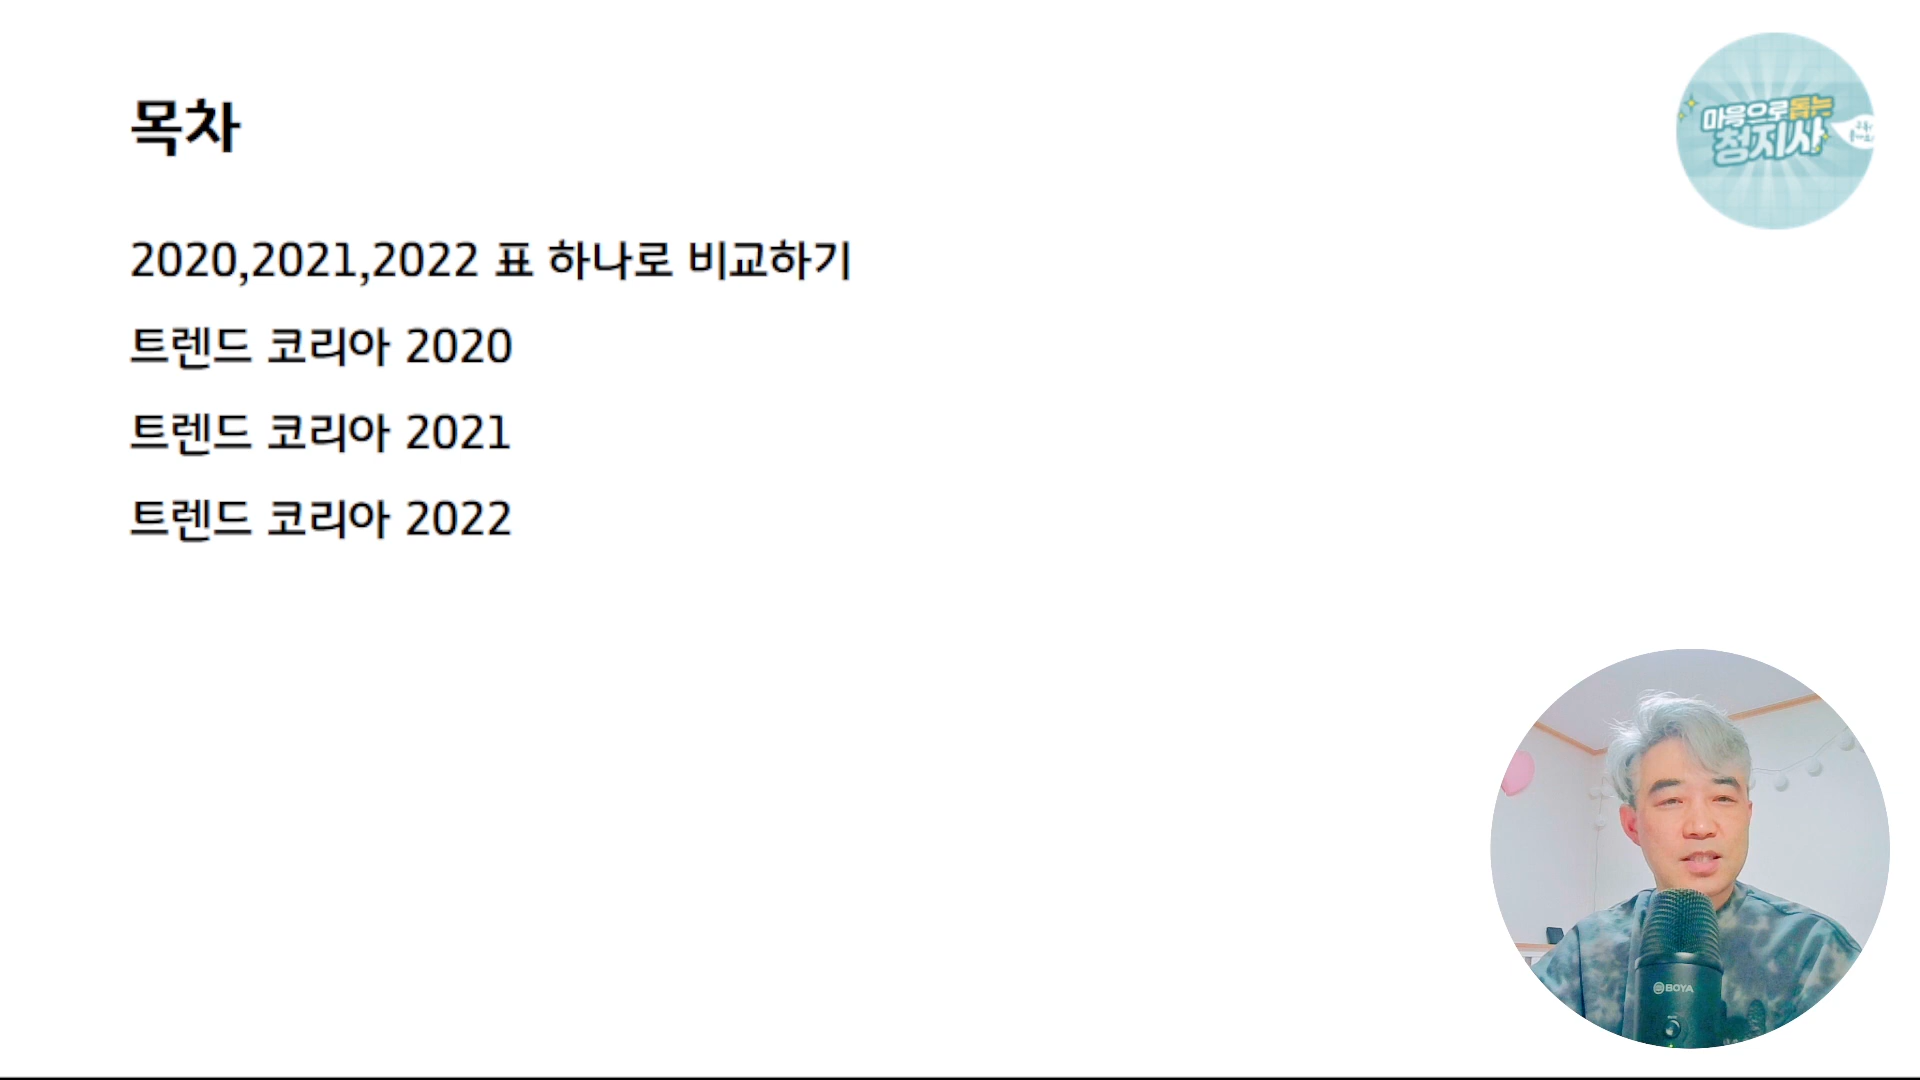 목차
마음으로돕는
청지사
2020,2021,2022 표 하나로 비교하기
트렌드 코리아 2020
트렌드 코리아 2021
트렌드 코리아 2022
BOYA